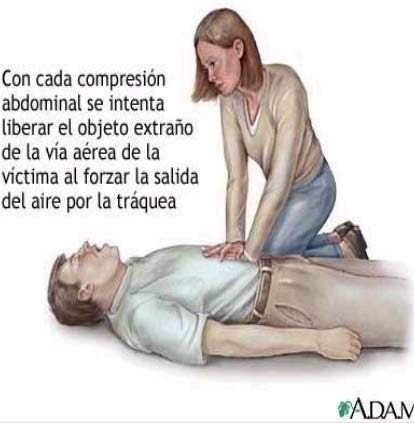 Con cada compresión
abdominal se intenta
liberar el objeto extraño
de la vía aérea de la
víctima al forzar la salida
del aire por la tráquea
ADAM